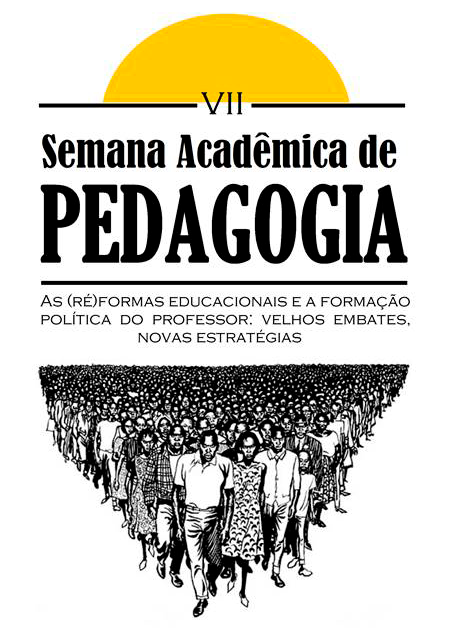 VII
Semana Acadêmica de
PEDAGOGIA
As (ré)formas educacionais e a formação
política do professor: velhos embates,
novas estratégias